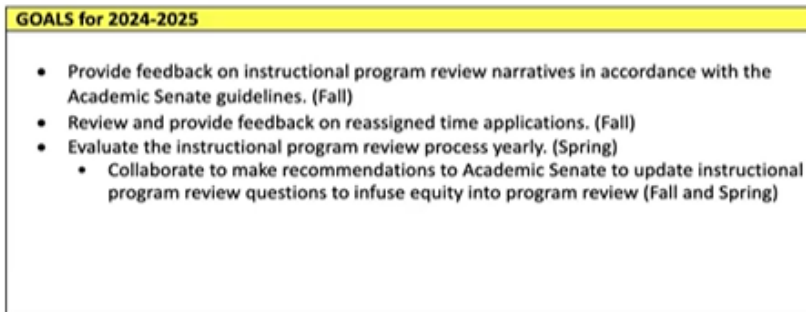 GOALS for 2024-2025
• Provide feedback on instructional program review narratives in accordance with the
Academic Senate guidelines. (Fall)
• Review and provide feedback on reassigned time applications. (Fall)
• Evaluate the instructional program review process yearly. (Spring)
• Collaborate to make recommendations to Academic Senate to update instructional
program review questions to infuse equity into program review (Fall and Spring)